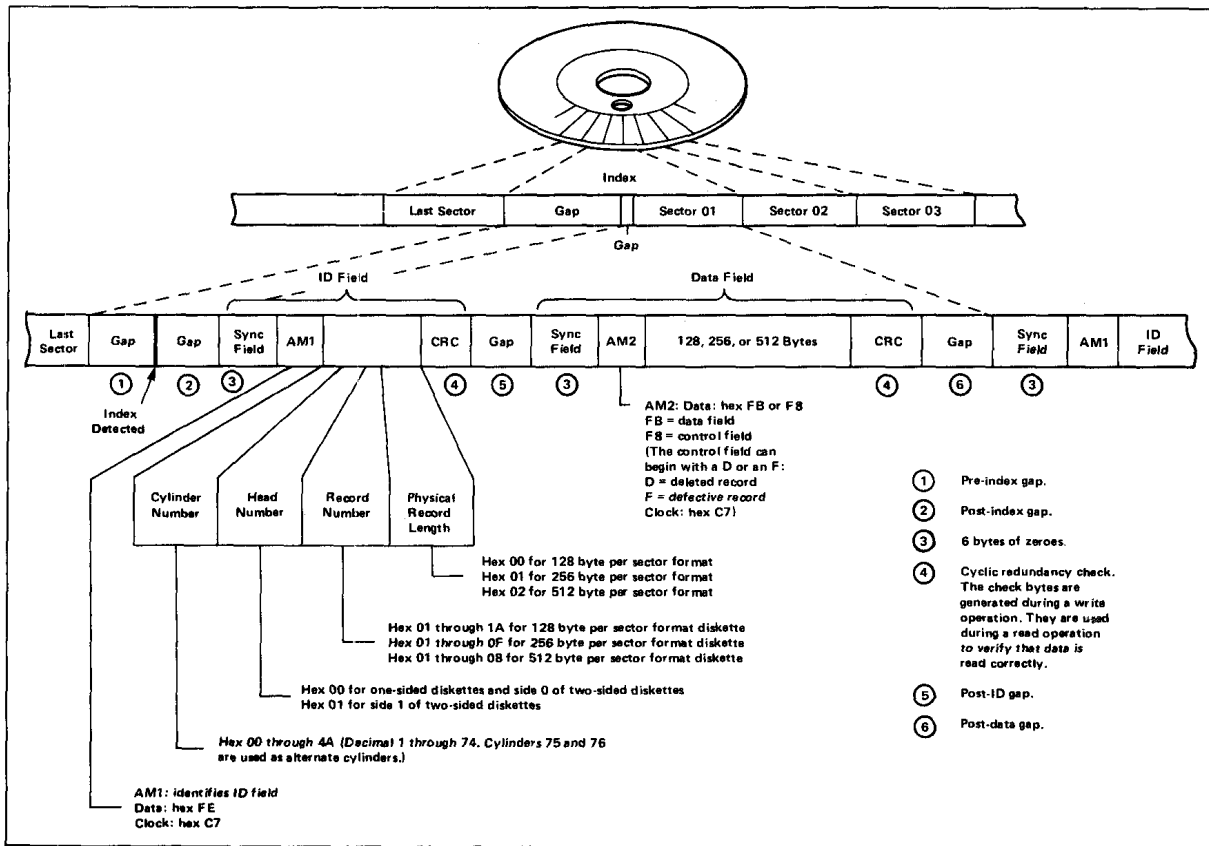 Index
Last Sector Gap Sector 01 Sector 02 Sector 03
Gap
ID Field
Data Field
Last Sector
Gap
Gap
Sync Field
AM1
CRC
Gap
Sync Field
AM2
128, 256, or 512 Bytes
CRC
Gap
Sync Field
AM1
ID Field
1
2
3
4
5
3
4
6
3
Index
Detected
AM2: Data: hex FB or F8
FB = data field
F8 = control field
(The control field can
begin with a D or an F:
D = deleted record
F = defective record
Clock: hex C7)
Cylinder Number
Head Number
Record Number
Physical Record Length
Hex 00 for 128 byte per sector format
Hex 01 for 256 byte per sector format
Hex 02 for 512 byte per sector format
Hex 01 through 1A for 128 byte per sector format diskette
Hex 01 through 0F for 256 byte per sector format diskette
Hex 01 through 08 for 512 byte per sector format diskette
Hex 00 for one-sided diskettes and side 0 of two-sided diskettes
Hex 01 for side 1 of two-sided diskettes
Hex 00 through 4A (Decimal 1 through 74. Cylinders 75 and 76
are used as alternate cylinders.)
AM1: identifies ID field
Data: hex FE
Clock: hex C7
1 Pre-index gap.
2 Post-index gap.
3 6 bytes of zeroes.
4 Cyclic redundancy check.
The check bytes are
generated during a write
operation. They are used
during a read operation
to verify that data is
read correctly.
5 Post-ID gap.
6 Post-data gap.